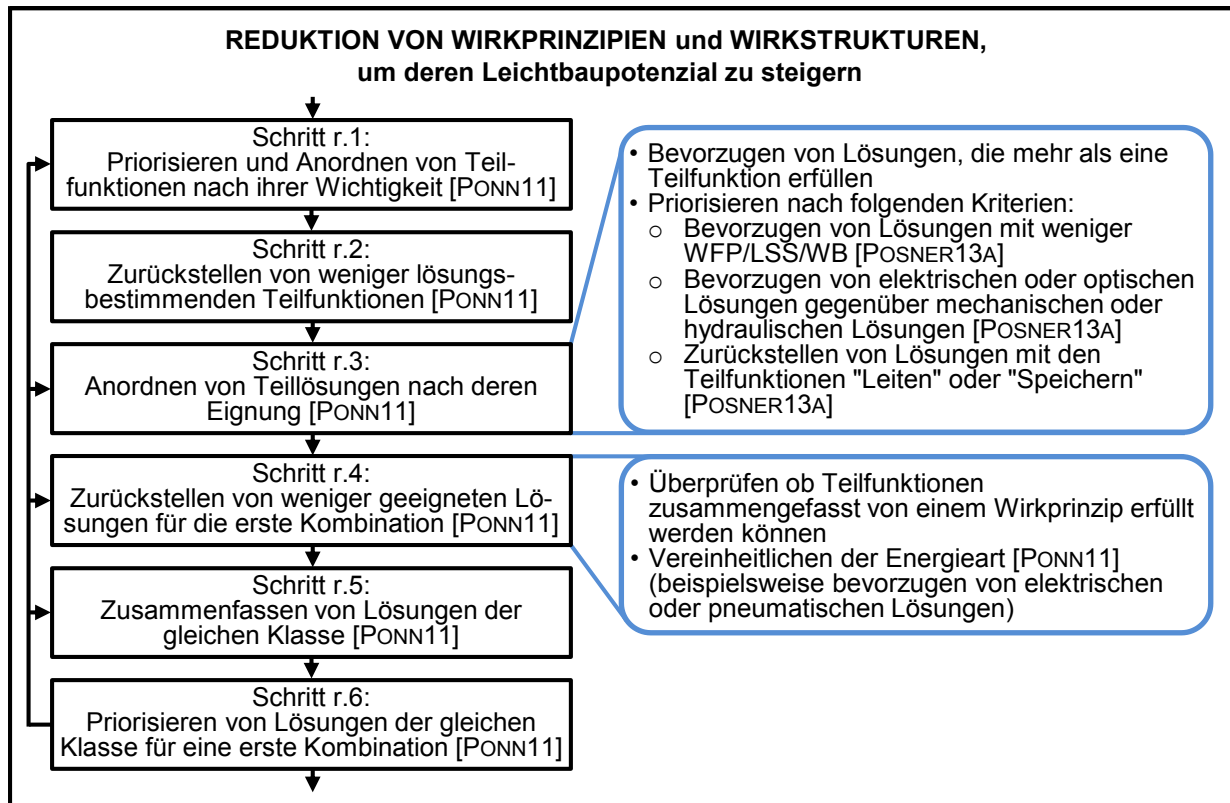 REDUKTION VON WIRKPRINZIPIEN und WIRKSTRUKTUREN,
um deren Leichtbaupotenzial zu steigern
Schritt r.1:
Priorisieren und Anordnen von Teil-
funktionen nach ihrer Wichtigkeit [PONN11]
Schritt r.2:
Zurückstellen von weniger lösungs-
bestimmenden Teilfunktionen [PONN11]
Schritt r.3:
Anordnen von Teillösungen nach deren
Eignung [PONN11]
Schritt r.4:
Zurückstellen von weniger geeigneten Lö-
sungen für die erste Kombination [PONN11]
Schritt r.5:
Zusammenfassen von Lösungen der
gleichen Klasse [PONN11]
Schritt r.6:
Priorisieren von Lösungen der gleichen
Klasse für eine erste Kombination [PONN11]
• Bevorzugen von Lösungen, die mehr als eine
Teilfunktion erfüllen
• Priorisieren nach folgenden Kriterien:
o Bevorzugen von Lösungen mit weniger
WFP/LSS/WB [POSNER13A]
o Bevorzugen von elektrischen oder optischen
Lösungen gegenüber mechanischen oder
hydraulischen Lösungen [POSNER13A]
o Zurückstellen von Lösungen mit den
Teilfunktionen "Leiten" oder "Speichern"
[POSNER13A]
• Überprüfen ob Teilfunktionen
zusammengefasst von einem Wirkprinzip erfüllt
werden können
• Vereinheitlichen der Energieart [PONN11]
(beispielsweise bevorzugen von elektrischen
oder pneumatischen Lösungen)